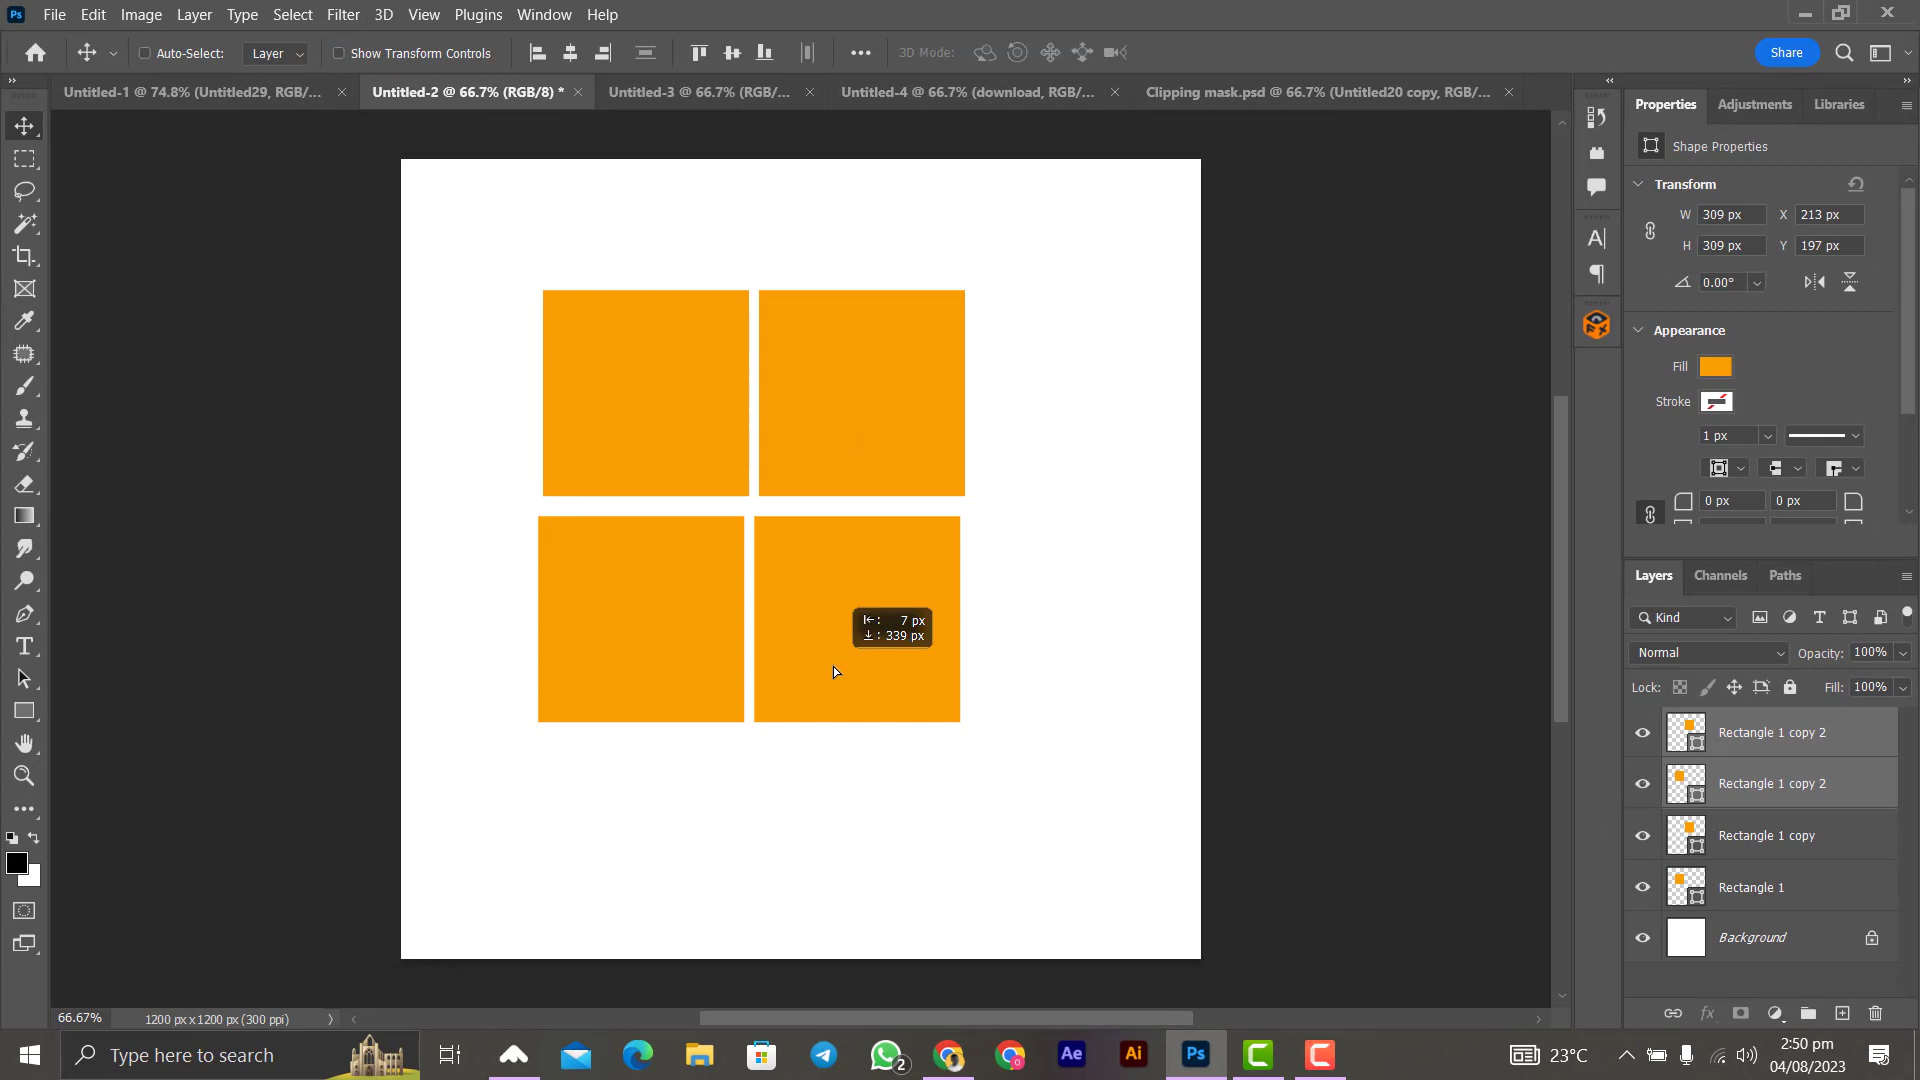 Ps File Edit Image Layer Type Select Filter 3D View Plugins Window Help
Auto-Select: Layer Show Transform Controls 3D Mode: Share
Untitled-1 @ 74.8% (Untitled29, RGB/... Untitled-2 @ 66.7% (RGB/8) * Untitled-3 @ 66.7% (RGB/... Untitled-4 @ 66.7% (download, RGB/... Clipping mask.psd @ 66.7% (Untitled20 copy, RGB/...
Properties Adjustments Libraries
Shape Properties
Transform
W 309 px X 213 px
H 309 px Y 197 px
0.00°
Appearance
Fill
Stroke
1 px
0 px 0 px
7 px
339 px
Layers Channels Paths
Kind
Normal Opacity: 100%
Lock: Fill: 100%
Rectangle 1 copy 2
Rectangle 1 copy 2
Rectangle 1 copy
Rectangle 1
Background
66.67% 1200 px x 1200 px (300 ppi)
Type here to search 2 Ae Ai Ps 23°C 2:50 pm
04/08/2023